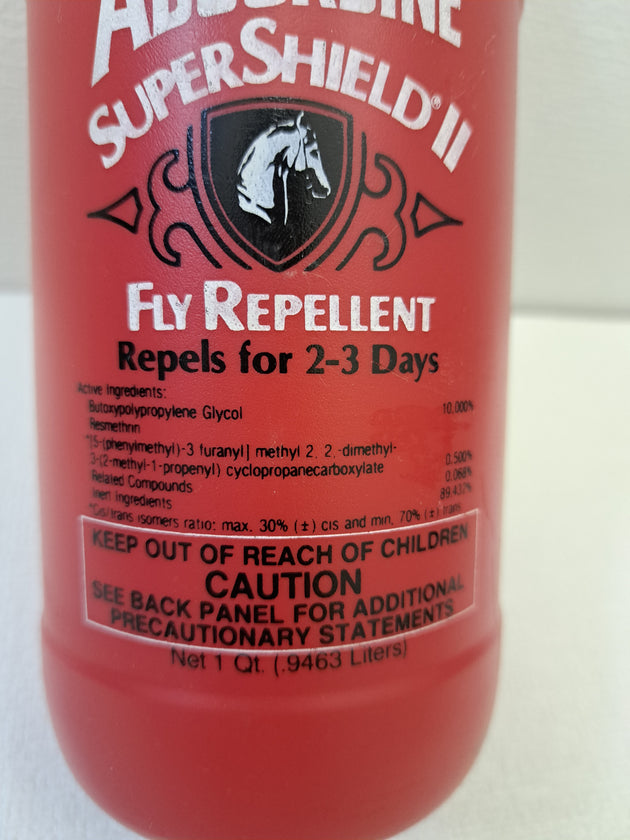 ABSORBINE
SUPERSHIELD® II
FLY REPELLENT
Repels for 2-3 Days
Active Ingredients:
Butoxypolypropylene Glycol 10.000%
Resmethrin
*[5-(phenylmethyl)-3 furanyl] methyl 2, 2,-dimethyl-
3-(2-methyl-1-propenyl) cyclopropanecarboxylate 0.500%
Related Compounds 0.068%
Inert Ingredients 89.432%
*Cis/trans isomers ratio: max. 30% (±) cis and min. 70% (±) trans
KEEP OUT OF REACH OF CHILDREN
CAUTION
SEE BACK PANEL FOR ADDITIONAL
PRECAUTIONARY STATEMENTS
Net 1 Qt. (.9463 Liters)